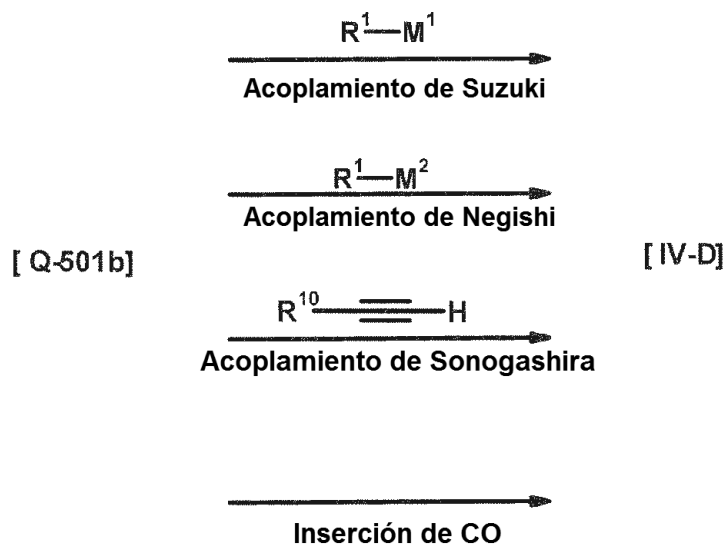 R¹—M¹
Acoplamiento de Suzuki
R¹—M²
Acoplamiento de Negishi
[ Q-501b]
[ IV-D]
R¹⁰≡H
Acoplamiento de Sonogashira
Inserción de CO